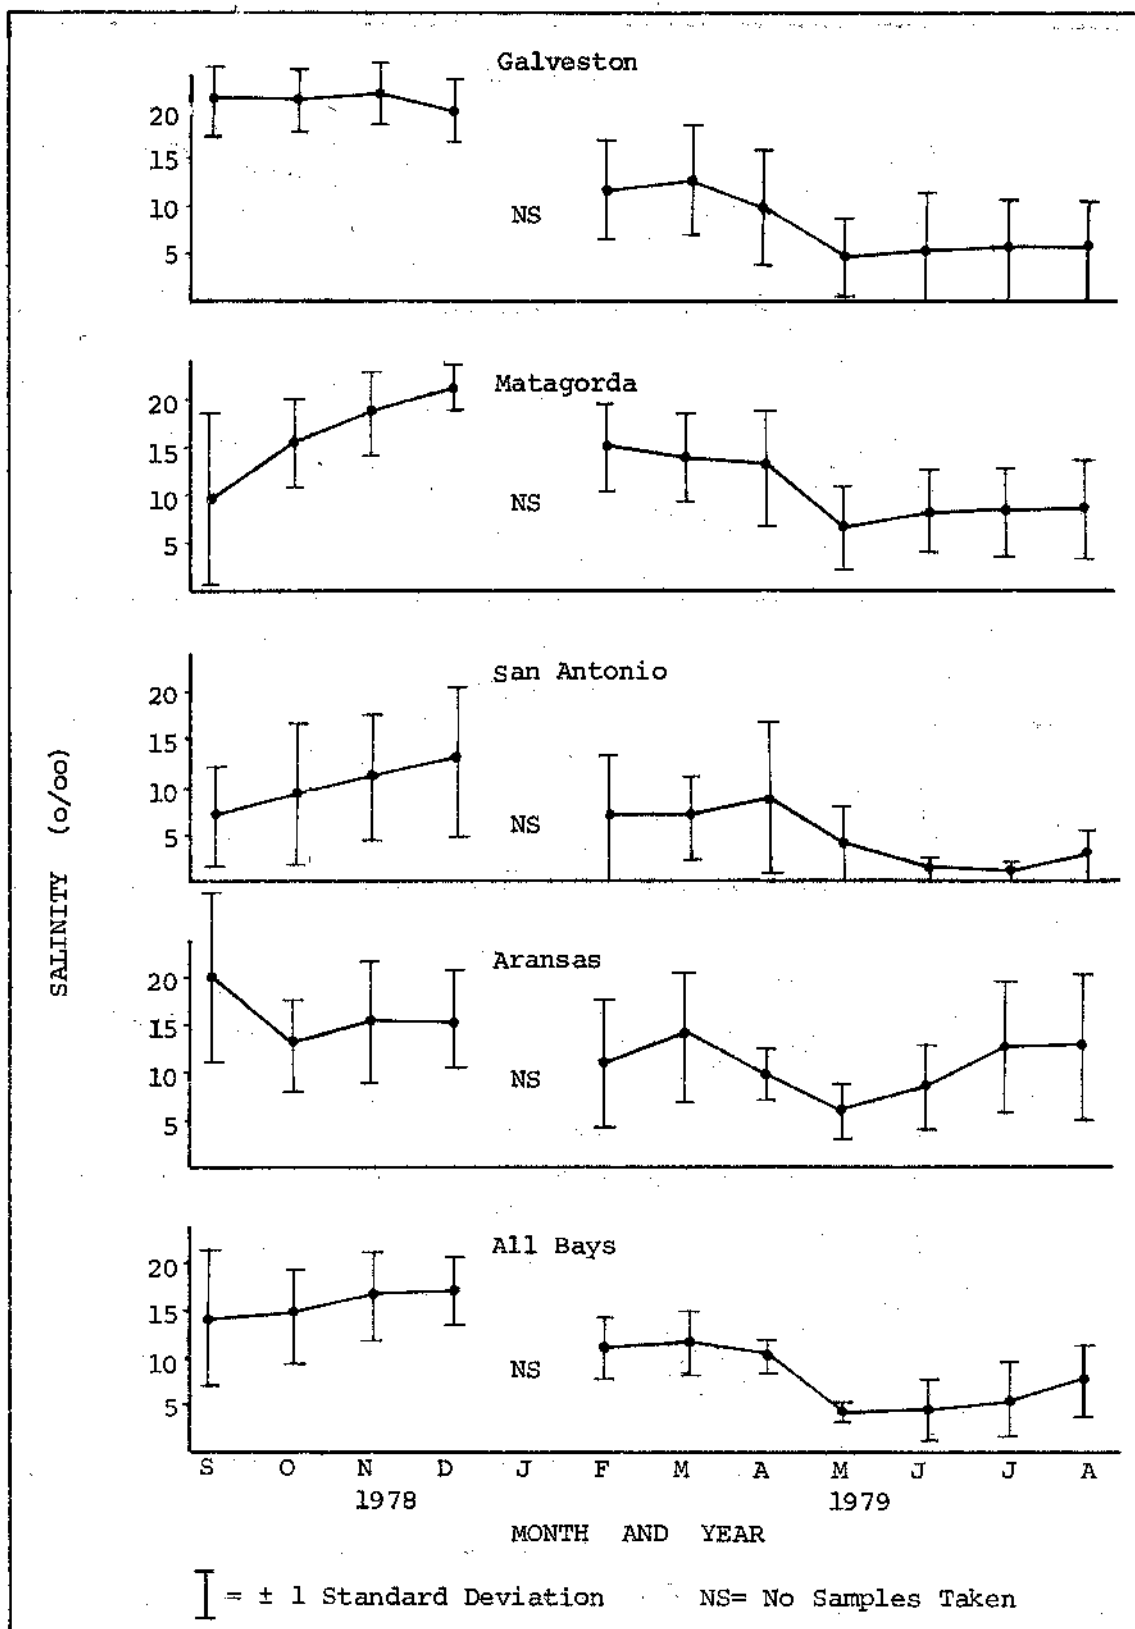 Galveston
20
15
10
5
NS
Matagorda
20
15
10
5
NS
San Antonio
20
15
10
5
NS
SALINITY (o/oo)
Aransas
20
15
10
5
NS
All Bays
20
15
10
5
NS
S O N D J F M A M J J A
1978 1979
MONTH AND YEAR
= ± 1 Standard Deviation NS= No Samples Taken